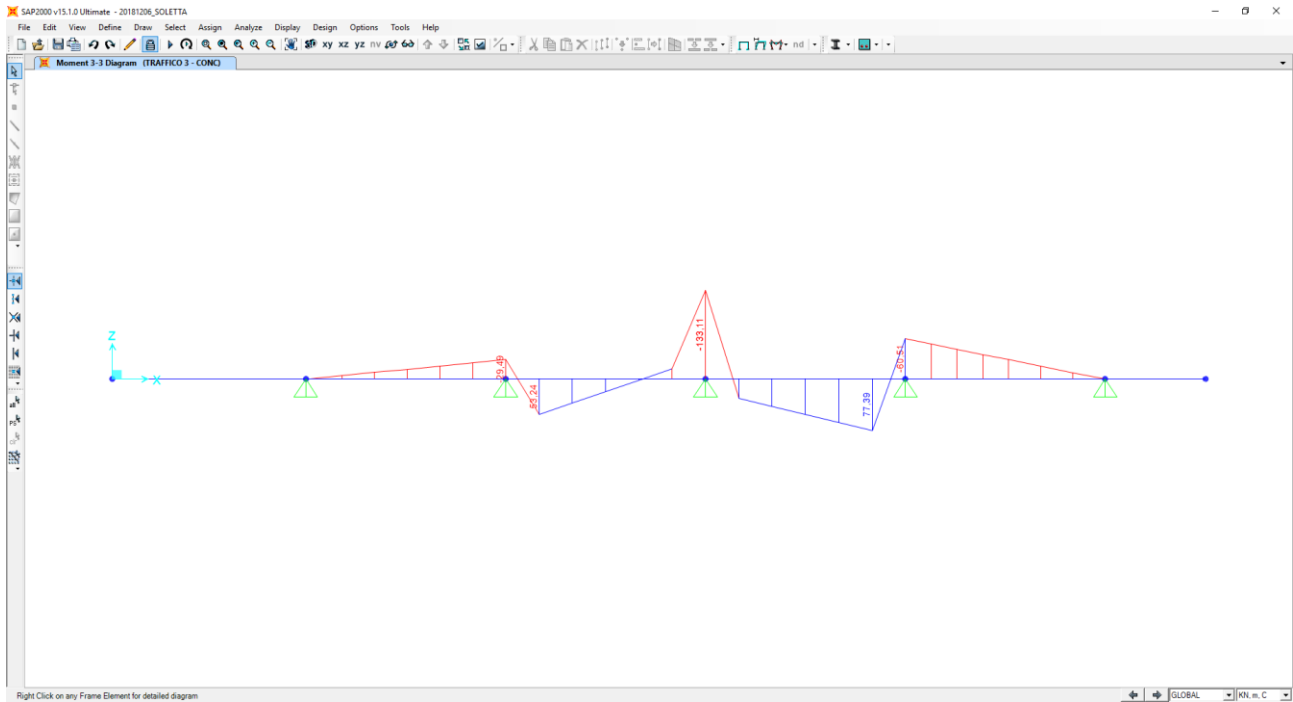 SAP2000 v15.1.0 Ultimate - 20181206_SOLETTA
File Edit View Define Draw Select Assign Analyze Display Design Options Tools Help
xy xz yz nv nd
Moment 3-3 Diagram (TRAFFICO 3 - CONC)
Z
X
-29.49
53.24
-133.11
77.39
-60.51
Right Click on any Frame Element for detailed diagram
GLOBAL
KN, m, C